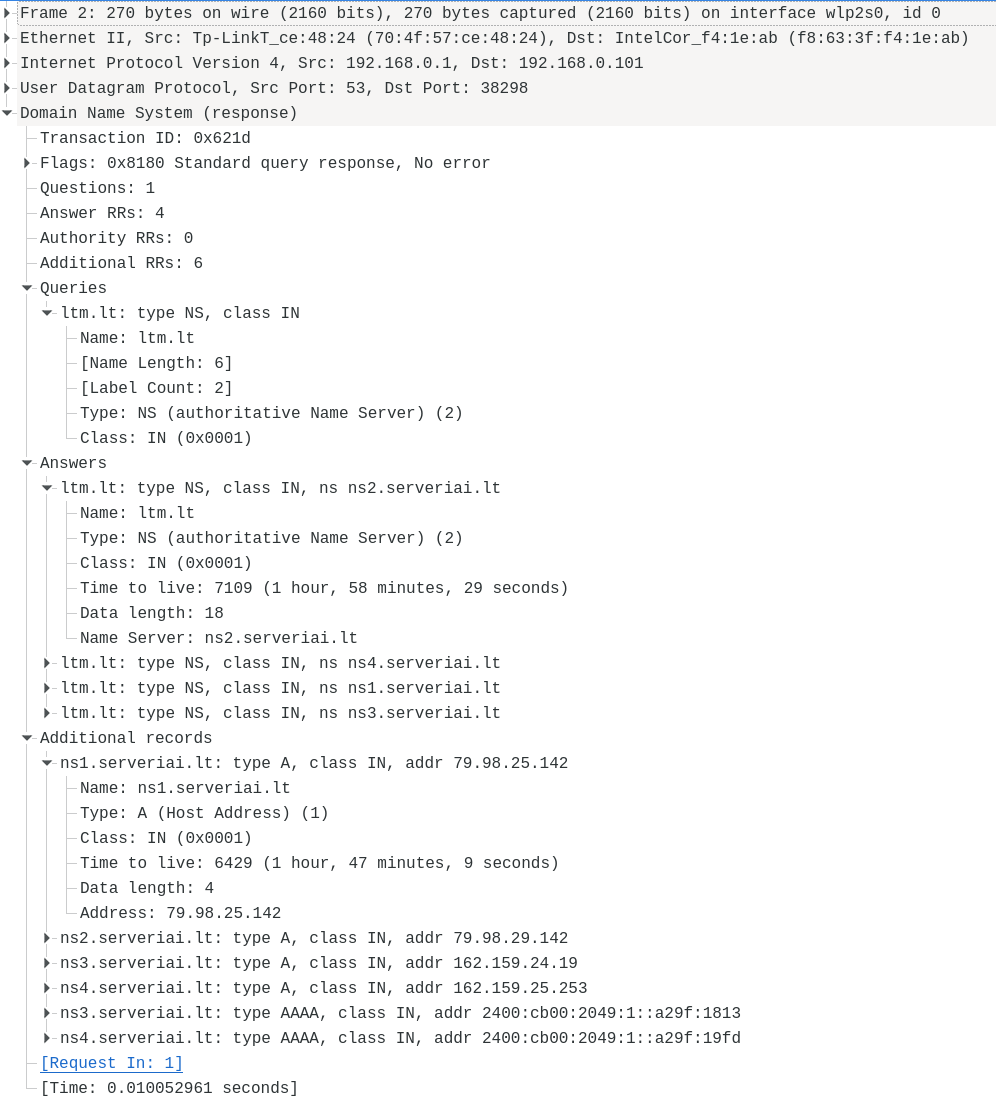 Frame 2: 270 bytes on wire (2160 bits), 270 bytes captured (2160 bits) on interface wlp2s0, id 0
Ethernet II, Src: Tp-LinkT_ce:48:24 (70:4f:57:ce:48:24), Dst: IntelCor_f4:1e:ab (f8:63:3f:f4:1e:ab)
Internet Protocol Version 4, Src: 192.168.0.1, Dst: 192.168.0.101
User Datagram Protocol, Src Port: 53, Dst Port: 38298
Domain Name System (response)
Transaction ID: 0x621d
Flags: 0x8180 Standard query response, No error
Questions: 1
Answer RRs: 4
Authority RRs: 0
Additional RRs: 6
Queries
ltm.lt: type NS, class IN
Name: ltm.lt
[Name Length: 6]
[Label Count: 2]
Type: NS (authoritative Name Server) (2)
Class: IN (0x0001)
Answers
ltm.lt: type NS, class IN, ns ns2.serveriai.lt
Name: ltm.lt
Type: NS (authoritative Name Server) (2)
Class: IN (0x0001)
Time to live: 7109 (1 hour, 58 minutes, 29 seconds)
Data length: 18
Name Server: ns2.serveriai.lt
ltm.lt: type NS, class IN, ns ns4.serveriai.lt
ltm.lt: type NS, class IN, ns ns1.serveriai.lt
ltm.lt: type NS, class IN, ns ns3.serveriai.lt
Additional records
ns1.serveriai.lt: type A, class IN, addr 79.98.25.142
Name: ns1.serveriai.lt
Type: A (Host Address) (1)
Class: IN (0x0001)
Time to live: 6429 (1 hour, 47 minutes, 9 seconds)
Data length: 4
Address: 79.98.25.142
ns2.serveriai.lt: type A, class IN, addr 79.98.29.142
ns3.serveriai.lt: type A, class IN, addr 162.159.24.19
ns4.serveriai.lt: type A, class IN, addr 162.159.25.253
ns3.serveriai.lt: type AAAA, class IN, addr 2400:cb00:2049:1::a29f:1813
ns4.serveriai.lt: type AAAA, class IN, addr 2400:cb00:2049:1::a29f:19fd
[Request In: 1]
[Time: 0.010052961 seconds]